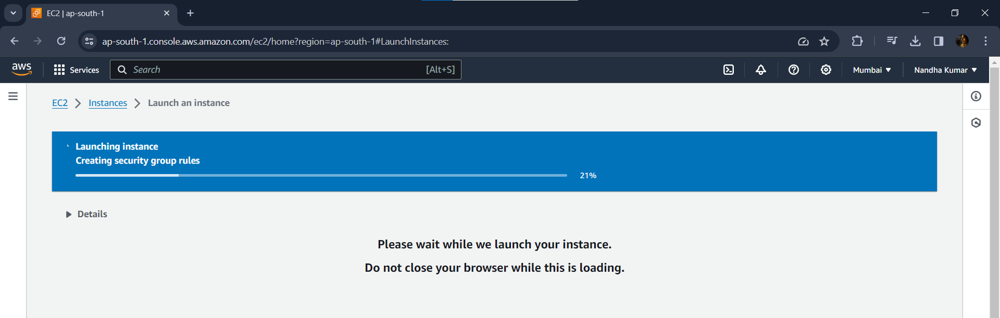 EC2 | ap-south-1
ap-south-1.console.aws.amazon.com/ec2/home?region=ap-south-1#LaunchInstances:
aws Services Search [Alt+S] Mumbai Nandha Kumar
EC2 Instances Launch an instance
Launching instance
Creating security group rules
21%
Details
Please wait while we launch your instance.
Do not close your browser while this is loading.